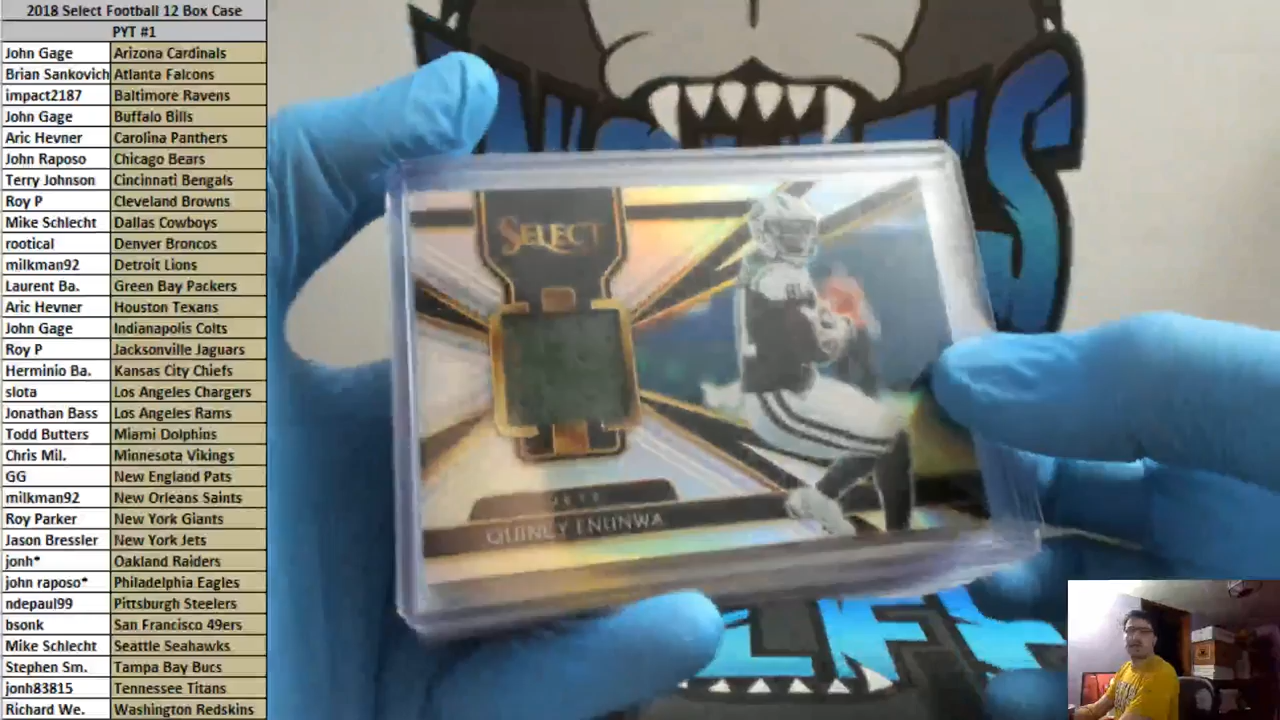 2018 Select Football 12 Box Case
PYT #1
John Gage Arizona Cardinals
Brian Sankovich Atlanta Falcons
impact2187 Baltimore Ravens
John Gage Buffalo Bills
Aric Hevner Carolina Panthers
John Raposo Chicago Bears
Terry Johnson Cincinnati Bengals
Roy P Cleveland Browns
Mike Schlecht Dallas Cowboys
rootical Denver Broncos
milkman92 Detroit Lions
Laurent Ba. Green Bay Packers
Aric Hevner Houston Texans
John Gage Indianapolis Colts
Roy P Jacksonville Jaguars
Herminio Ba. Kansas City Chiefs
slota Los Angeles Chargers
Jonathan Bass Los Angeles Rams
Todd Butters Miami Dolphins
Chris Mil. Minnesota Vikings
GG New England Pats
milkman92 New Orleans Saints
Roy Parker New York Giants
Jason Bressler New York Jets
jonh* Oakland Raiders
john raposo* Philadelphia Eagles
ndepaul99 Pittsburgh Steelers
bsonk San Francisco 49ers
Mike Schlecht Seattle Seahawks
Stephen Sm. Tampa Bay Bucs
jonh83815 Tennessee Titans
Richard We. Washington Redskins
SELECT
JETS
QUINCY ENUNWA